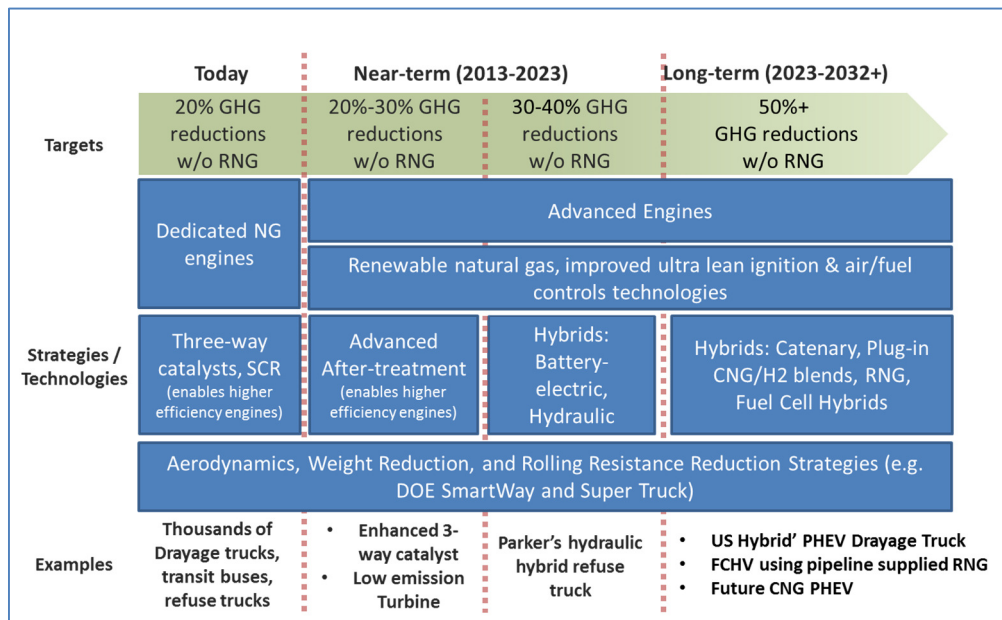 Today
Near-term (2013-2023)
Long-term (2023-2032+)
Targets
20% GHG
reductions
w/o RNG
20%-30% GHG
reductions
w/o RNG
30-40% GHG
reductions
w/o RNG
50%+
GHG reductions
w/o RNG
Strategies /
Technologies
Dedicated NG
engines
Advanced Engines
Renewable natural gas, improved ultra lean ignition & air/fuel
controls technologies
Three-way
catalysts, SCR
(enables higher
efficiency engines)
Advanced
After-treatment
(enables higher
efficiency engines)
Hybrids:
Battery-
electric,
Hydraulic
Hybrids: Catenary, Plug-in
CNG/H2 blends, RNG,
Fuel Cell Hybrids
Aerodynamics, Weight Reduction, and Rolling Resistance Reduction Strategies (e.g.
DOE SmartWay and Super Truck)
Examples
Thousands of
Drayage trucks,
transit buses,
refuse trucks
• Enhanced 3-
way catalyst
• Low emission
Turbine
Parker's hydraulic
hybrid refuse
truck
• US Hybrid' PHEV Drayage Truck
• FCHV using pipeline supplied RNG
• Future CNG PHEV